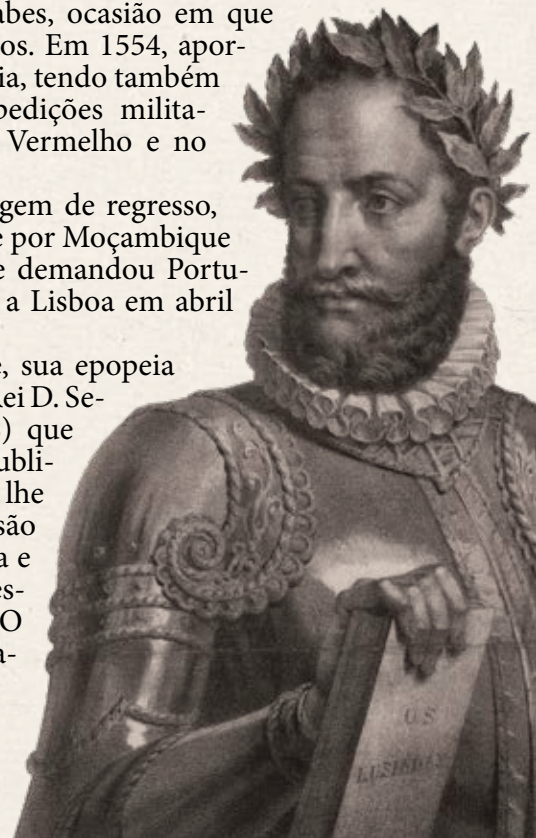 abes, ocasião em que
os. Em 1554, apor-
ia, tendo também
pedições milita-
Vermelho e no
gem de regresso,
e por Moçambique
e demandou Portu-
a Lisboa em abril
e, sua epopeia
Rei D. Se-
) que
ubli-
lhe
são
a e
es-
O
a-
OS
LUSIADAS